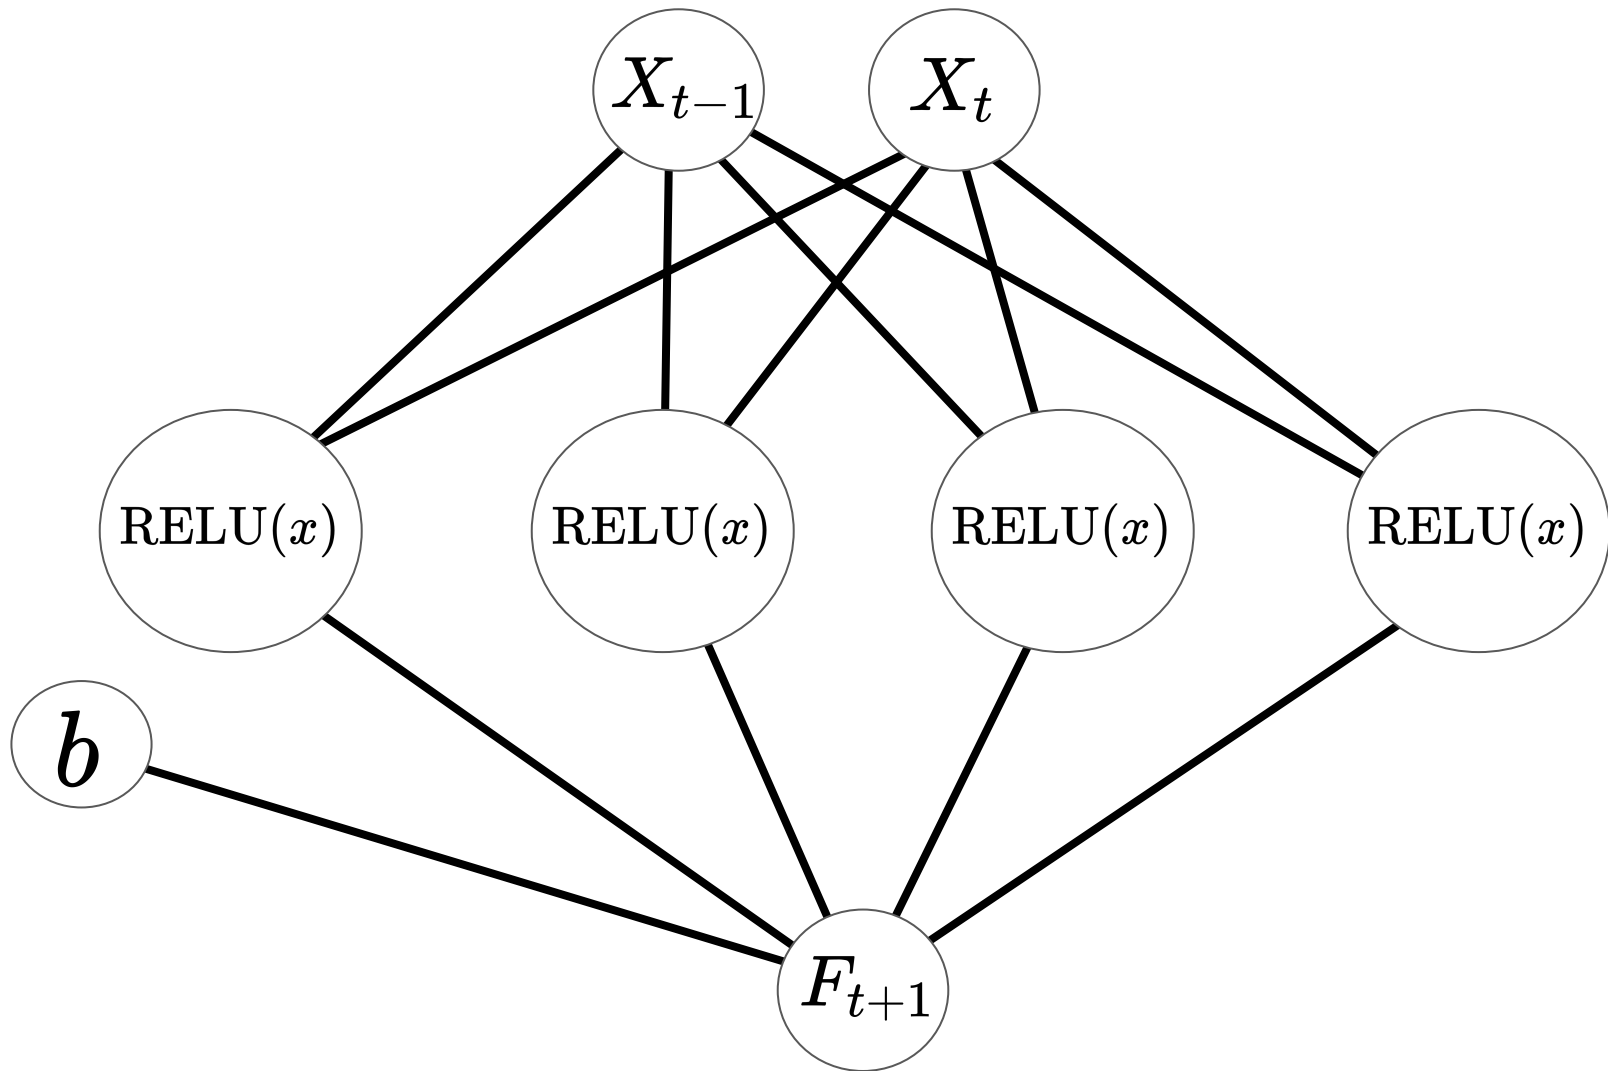 X_{t-1}
X_t
RELU(x)
RELU(x)
RELU(x)
RELU(x)
b
F_{t+1}